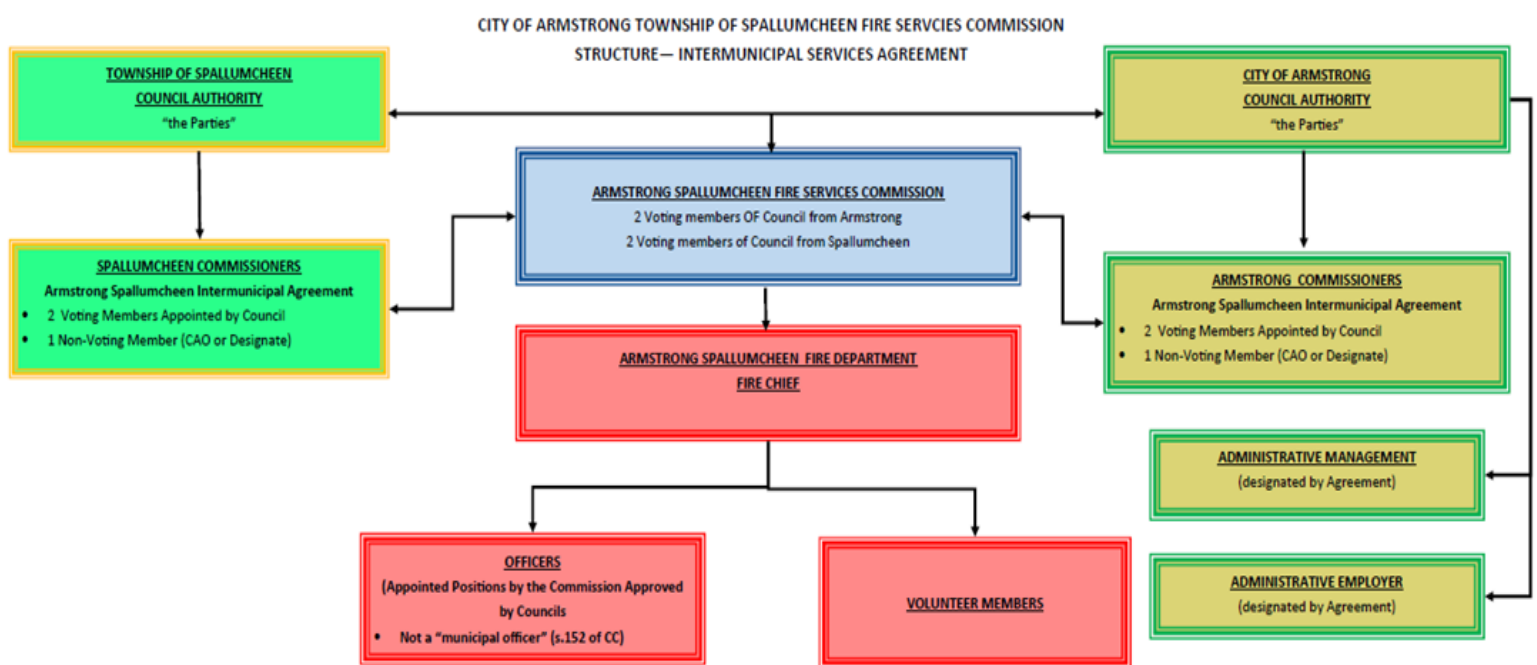 CITY OF ARMSTRONG TOWNSHIP OF SPALLUMCHEEN FIRE SERVCIES COMMISSION
STRUCTURE— INTERMUNICIPAL SERVICES AGREEMENT
TOWNSHIP OF SPALLUMCHEEN
COUNCIL AUTHORITY
"the Parties"
CITY OF ARMSTRONG
COUNCIL AUTHORITY
"the Parties"
ARMSTRONG SPALLUMCHEEN FIRE SERVICES COMMISSION
2 Voting members OF Council from Armstrong
2 Voting members of Council from Spallumcheen
SPALLUMCHEEN COMMISSIONERS
Armstrong Spallumcheen Intermunicipal Agreement
• 2 Voting Members Appointed by Council
• 1 Non-Voting Member (CAO or Designate)
ARMSTRONG COMMISSIONERS
Armstrong Spallumcheen Intermunicipal Agreement
• 2 Voting Members Appointed by Council
• 1 Non-Voting Member (CAO or Designate)
ARMSTRONG SPALLUMCHEEN FIRE DEPARTMENT
FIRE CHIEF
ADMINISTRATIVE MANAGEMENT
(designated by Agreement)
OFFICERS
(Appointed Positions by the Commission Approved
by Councils
• Not a "municipal officer" (s.152 of CC)
VOLUNTEER MEMBERS
ADMINISTRATIVE EMPLOYER
(designated by Agreement)